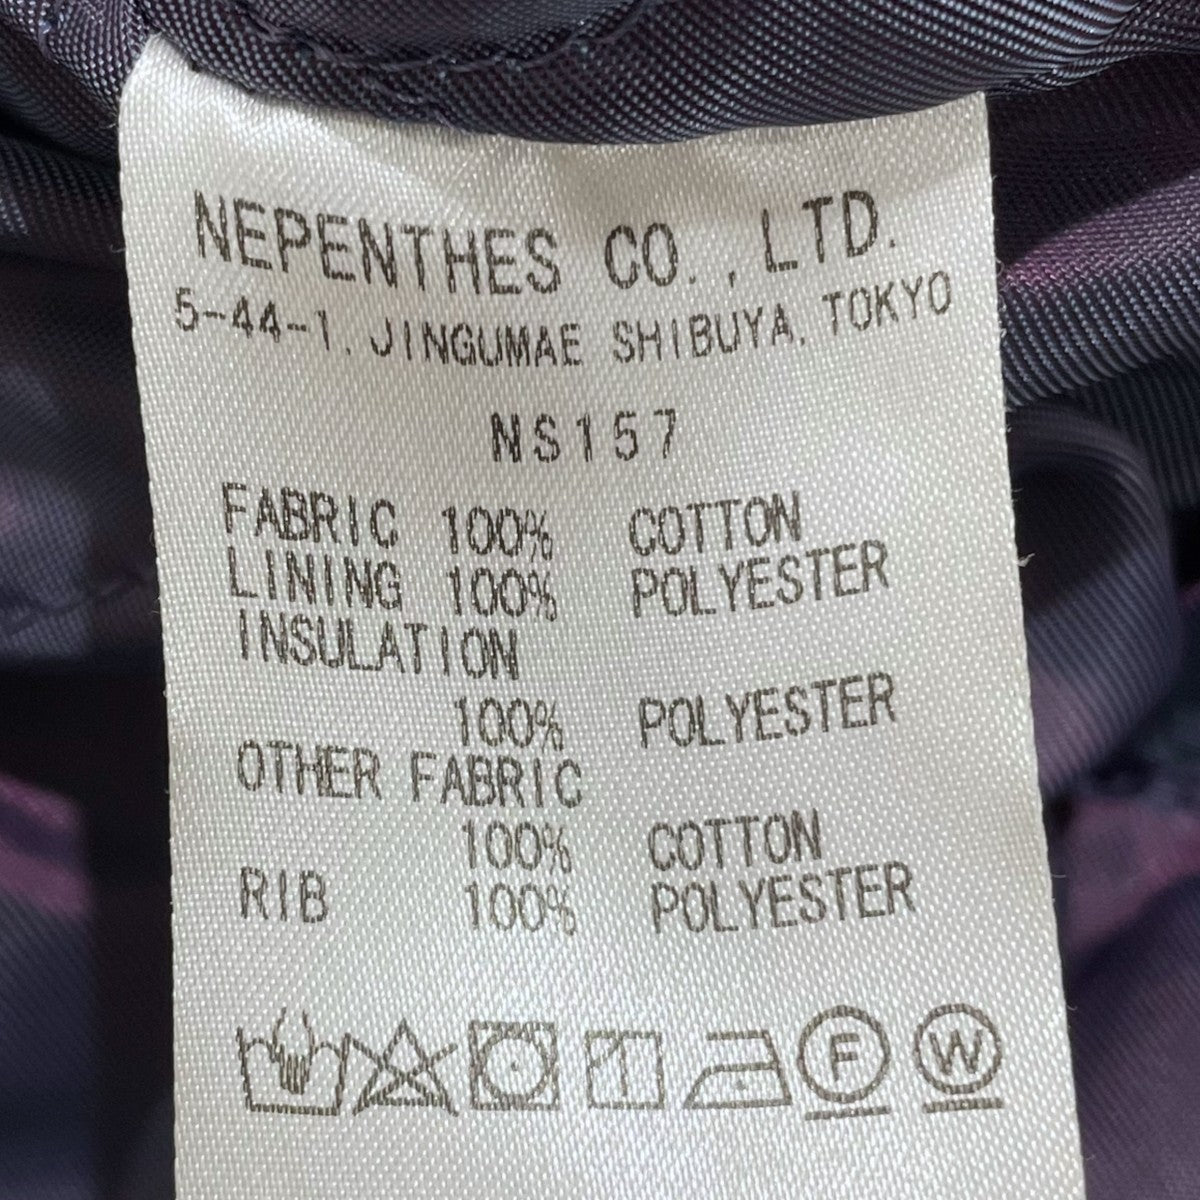 NEPENTHES CO., LTD.
5-44-1, JINGUMAE SHIBUYA, TOKYO
NS157
FABRIC 100% COTTON
LINING 100% POLYESTER
INSULATION
100% POLYESTER
OTHER FABRIC
100% COTTON
RIB 100% POLYESTER
F W